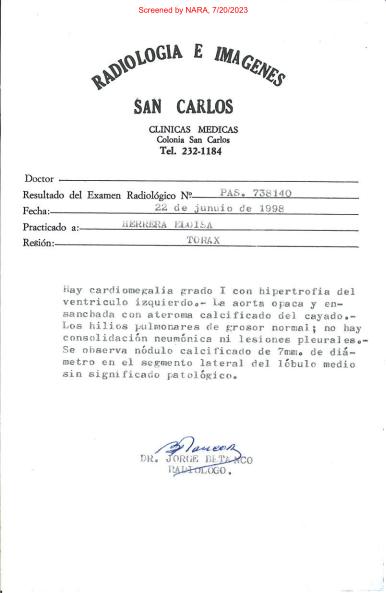 Screened by NARA, 7/20/2023
RADIOLOGIA E IMAGENES
SAN CARLOS
CLINICAS MEDICAS
Colonia San Carlos
Tel. 232-1184
Doctor
Resultado del Examen Radiológico Nº PAS. 738140
Fecha: 22 de junuio de 1998
Practicado a: HERRERA ELOISA
Resión: TORAX
Hay cardiomegalia grado I con hipertrofia del
ventriculo izquierdo.- La aorta opaca y en-
sanchada con ateroma calcificado del cayado.-
Los hilios pulmonares de grosor normal; no hay
consolidación neumónica ni lesiones pleurales.-
Se observa nódulo calcificado de 7mm. de diá-
metro en el segmento lateral del lóbulo medio
sin significado patológico.
DR. JORGE BETANCO
RADIOLOGO.